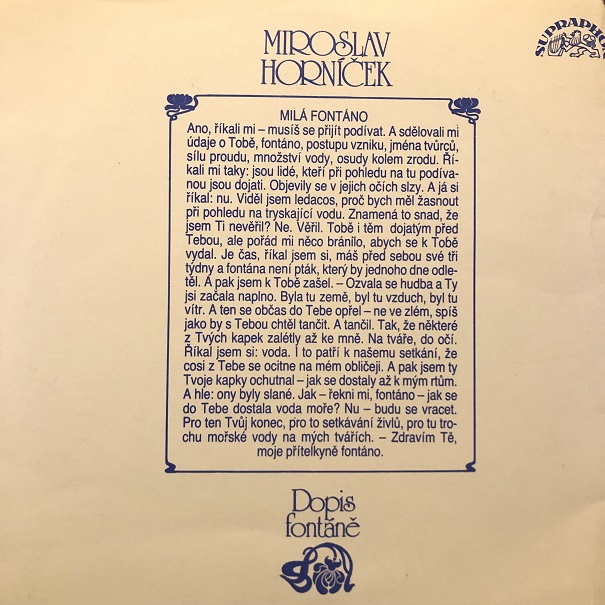 MIROSLAV
HORNÍČEK
SUPRAPHON
MILÁ FONTÁNO
Ano, říkali mi – musíš se přijít podívat. A sdělovali mi
údaje o Tobě, fontáno, postupu vzniku, jména tvůrců,
sílu proudu, množství vody, osudy kolem zrodu. Ří-
kali mi taky: jsou lidé, kteří při pohledu na tu podíva-
nou jsou dojati. Objevily se v jejich očích slzy. A já si
říkal: nu. Viděl jsem ledacos, proč bych měl žasnout
při pohledu na tryskající vodu. Znamená to snad, že
jsem Ti nevěřil? Ne. Věřil. Tobě i těm dojatým před
Tebou, ale pořád mi něco bránilo, abych se k Tobě
vydal. Je čas, říkal jsem si, máš před sebou své tři
týdny a fontána není pták, který by jednoho dne odle-
těl. A pak jsem k Tobě zašel. – Ozvala se hudba a Ty
jsi začala naplno. Byla tu země, byl tu vzduch, byl tu
vítr. A ten se občas do Tebe opřel – ne ve zlém, spíš
jako by s Tebou chtěl tančit. A tančil. Tak, že některé
z Tvých kapek zalétly až ke mně. Na tváře, do očí.
Říkal jsem si: voda. I to patří k našemu setkání, že
cosi z Tebe se ocitne na mém obličeji. A pak jsem ty
Tvoje kapky ochutnal – jak se dostaly až k mým rtům.
A hle: ony byly slané. Jak – řekni mi, fontáno – jak se
do Tebe dostala voda moře? Nu – budu se vracet.
Pro ten Tvůj konec, pro to setkávání živlů, pro tu tro-
chu mořské vody na mých tvářích. – Zdravím Tě,
moje přítelkyně fontáno.
Dopis
fontáně